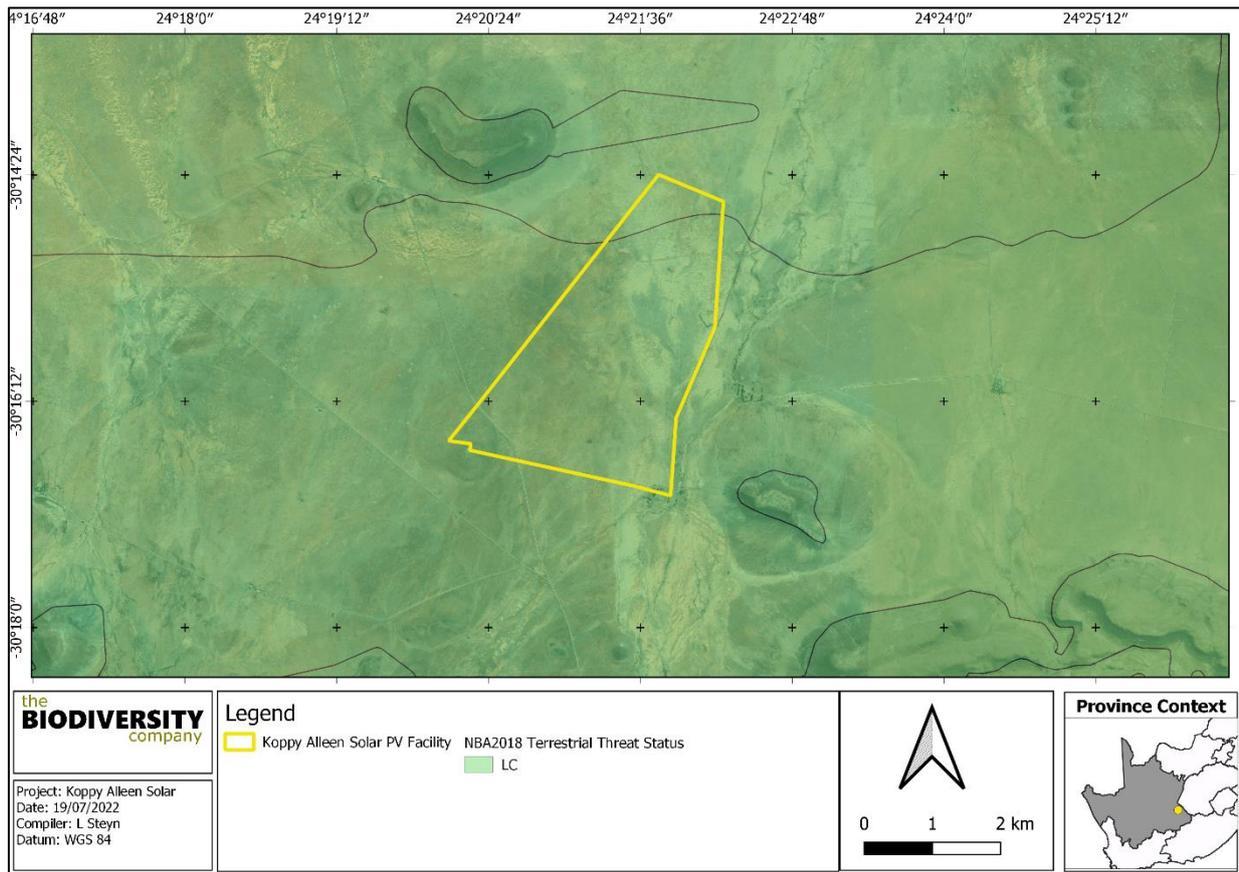 4°16'48" 24°18'0" 24°19'12" 24°20'24" 24°21'36" 24°22'48" 24°24'0" 24°25'12"
-30°14'24"
-30°16'12"
-30°18'0"
the
BIODIVERSITY
company
Project: Koppy Alleen Solar
Date: 19/07/2022
Compiler: L Steyn
Datum: WGS 84
Legend
Koppy Alleen Solar PV Facility NBA2018 Terrestrial Threat Status
LC
0 1 2 km
Province Context